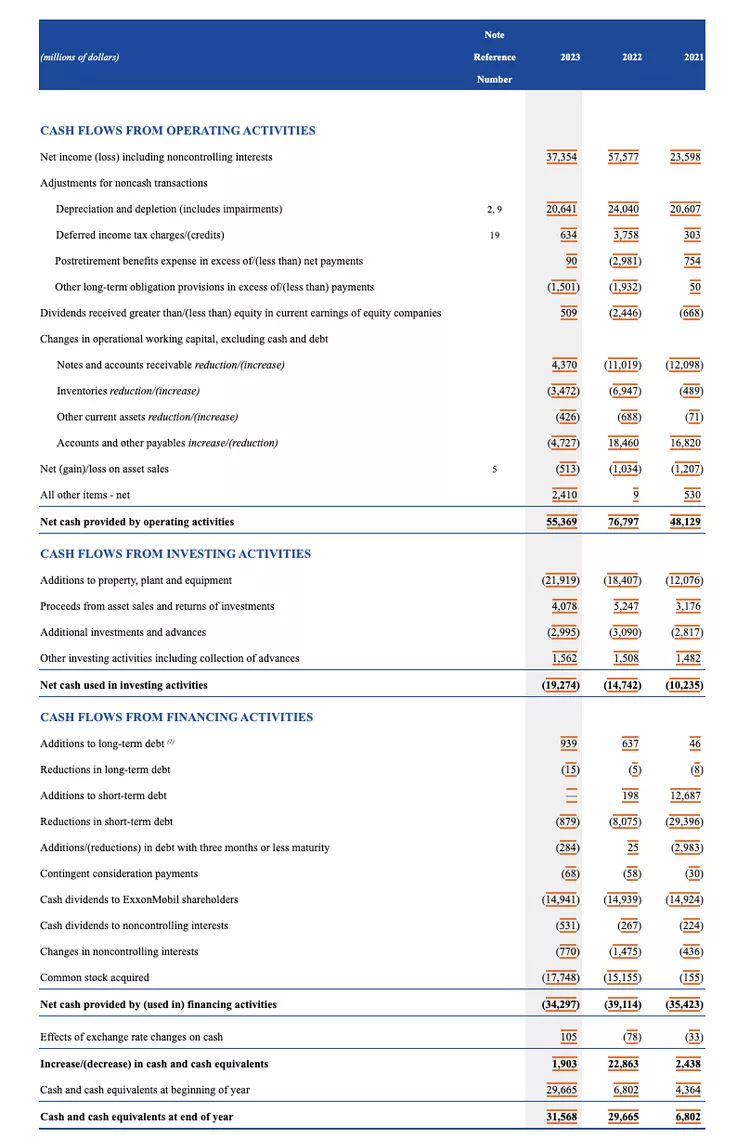 Note
(millions of dollars) Reference 2023 2022 2021
Number
CASH FLOWS FROM OPERATING ACTIVITIES
Net income (loss) including noncontrolling interests 37,354 57,577 23,598
Adjustments for noncash transactions
Depreciation and depletion (includes impairments) 2, 9 20,641 24,040 20,607
Deferred income tax charges/(credits) 19 634 3,758 303
Postretirement benefits expense in excess of/(less than) net payments 90 (2,981) 754
Other long-term obligation provisions in excess of/(less than) payments (1,501) (1,932) 50
Dividends received greater than/(less than) equity in current earnings of equity companies 509 (2,446) (668)
Changes in operational working capital, excluding cash and debt
Notes and accounts receivable reduction/(increase) 4,370 (11,019) (12,098)
Inventories reduction/(increase) (3,472) (6,947) (489)
Other current assets reduction/(increase) (426) (688) (71)
Accounts and other payables increase/(reduction) (4,727) 18,460 16,820
Net (gain)/loss on asset sales 5 (513) (1,034) (1,207)
All other items - net 2,410 9 530
Net cash provided by operating activities 55,369 76,797 48,129
CASH FLOWS FROM INVESTING ACTIVITIES
Additions to property, plant and equipment (21,919) (18,407) (12,076)
Proceeds from asset sales and returns of investments 4,078 5,247 3,176
Additional investments and advances (2,995) (3,090) (2,817)
Other investing activities including collection of advances 1,562 1,508 1,482
Net cash used in investing activities (19,274) (14,742) (10,235)
CASH FLOWS FROM FINANCING ACTIVITIES
Additions to long-term debt (1) 939 637 46
Reductions in long-term debt (15) (5) (8)
Additions to short-term debt — 198 12,687
Reductions in short-term debt (879) (8,075) (29,396)
Additions/(reductions) in debt with three months or less maturity (284) 25 (2,983)
Contingent consideration payments (68) (58) (30)
Cash dividends to ExxonMobil shareholders (14,941) (14,939) (14,924)
Cash dividends to noncontrolling interests (531) (267) (224)
Changes in noncontrolling interests (770) (1,475) (436)
Common stock acquired (17,748) (15,155) (155)
Net cash provided by (used in) financing activities (34,297) (39,114) (35,423)
Effects of exchange rate changes on cash 105 (78) (33)
Increase/(decrease) in cash and cash equivalents 1,903 22,863 2,438
Cash and cash equivalents at beginning of year 29,665 6,802 4,364
Cash and cash equivalents at end of year 31,568 29,665 6,802